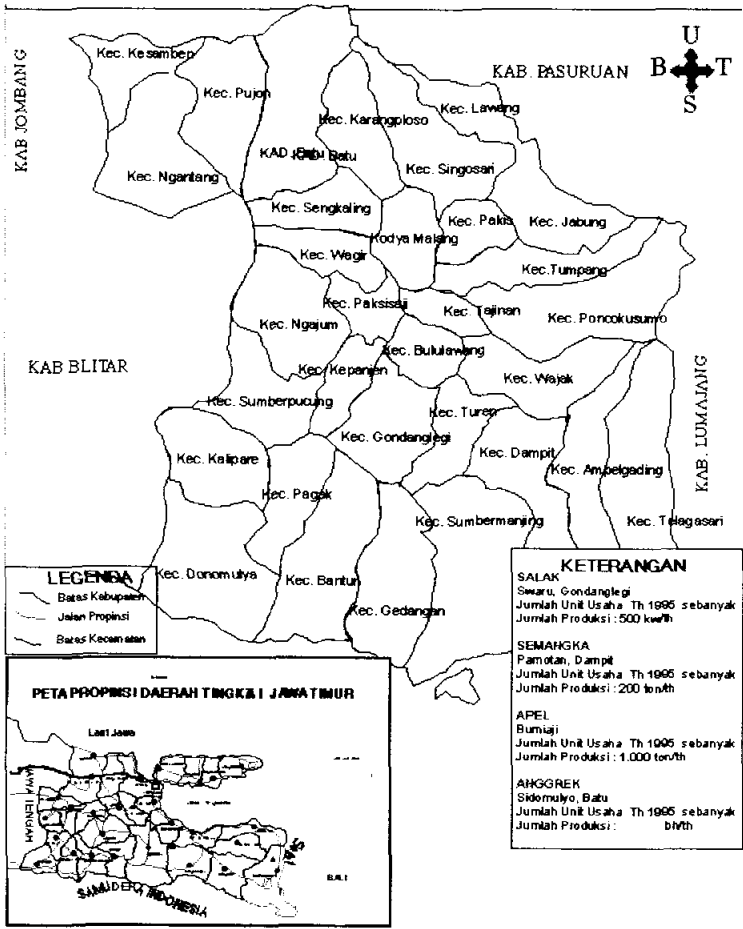 U
B T
S
KAB JOMBANG
KAB. PASURUAN
Kec. Kesamben
Kec. Pujon
Kec. Lawang
Kec. Karangploso
KAD. Batu
Kec. Singosari
Kec. Ngantang
Kec. Sengkaling
Kec. Pakis
Kec. Jabung
Kodya Malang
Kec. Wagir
Kec. Tumpang
Kec. Paksisaji
Kec. Tajinan
Kec. Poncokusumo
Kec. Ngajum
Kec. Bululawang
KAB BLITAR
Kec. Kepanjen
Kec. Wajak
KAB. LUMAJANG
Kec. Sumberpucung
Kec. Turen
Kec. Gondanglegi
Kec. Kalipare
Kec. Dampit
Kec. Ampelgading
Kec. Pagak
Kec. Sumbermanjing
Kec. Telagasari
Kec. Donomulya
Kec. Bantur
Kec. Gedangan
LEGENDA
Batas Kabupaten
Jalan Propinsi
Batas Kecamatan
KETERANGAN
SALAK
Swaru, Gondanglegi
Jumlah Unit Usaha Th 1995 sebanyak
Jumlah Produksi : 500 kw/th
SEMANGKA
Pamotan, Dampit
Jumlah Unit Usaha Th 1995 sebanyak
Jumlah Produksi : 200 ton/th
APEL
Bumiaji
Jumlah Unit Usaha Th 1995 sebanyak
Jumlah Produksi : 1.000 ton/th
ANGGREK
Sidomulyo, Batu
Jumlah Unit Usaha Th 1995 sebanyak
Jumlah Produksi : bh/th
PETA PROPINSI DAERAH TINGKAT I JAWA TIMUR
Laut Jawa
JAWA TENGAH
BALI
SAMUDERA INDONESIA